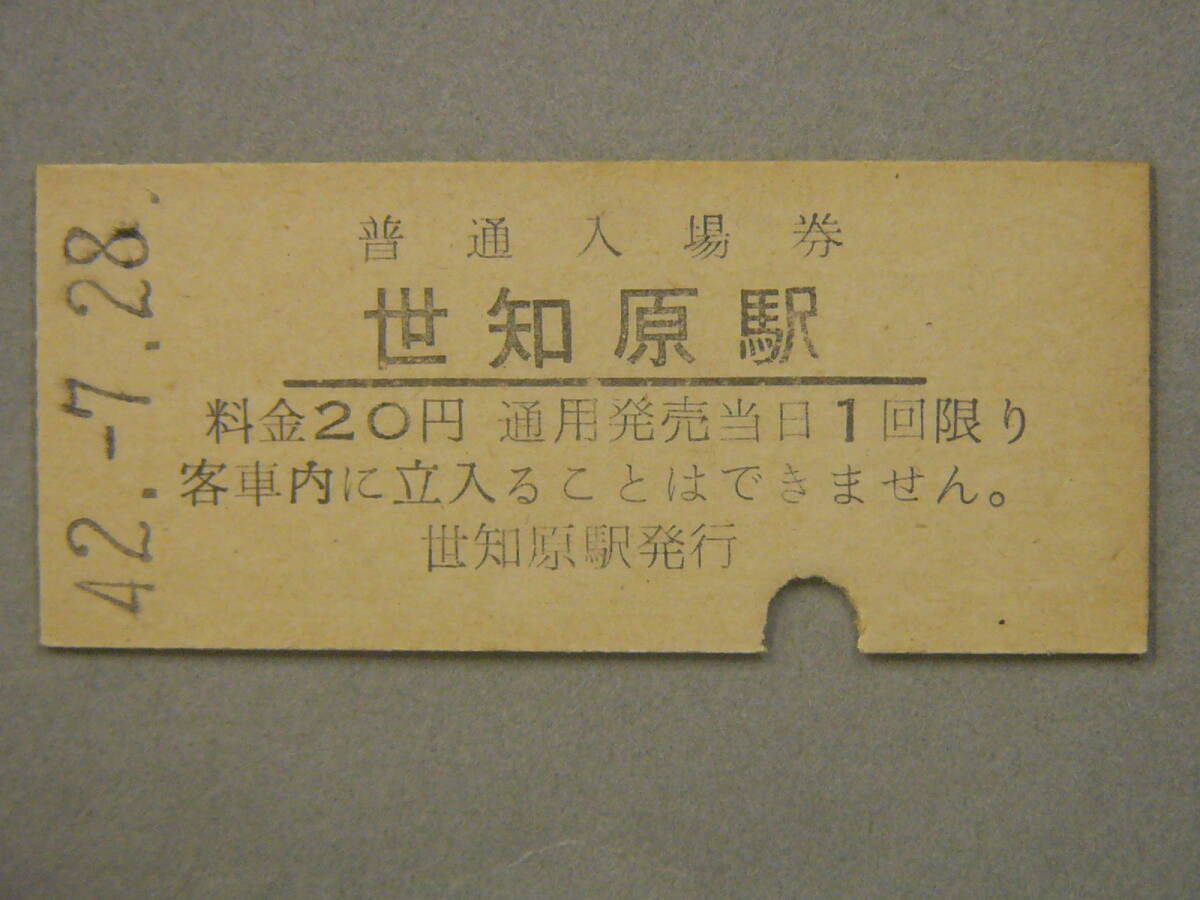 普通入場券
世知原駅
料金20円 通用発売当日1回限り
客車内に立入ることはできません。
世知原駅発行
42.-7.28.